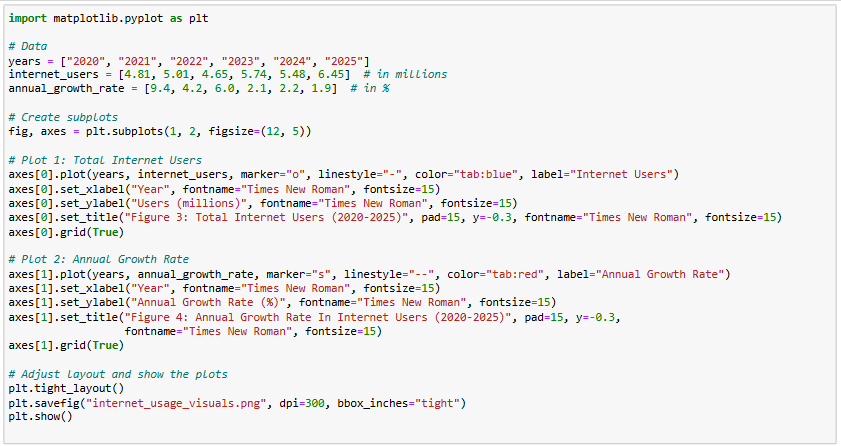 import matplotlib.pyplot as plt
# Data
years = ["2020", "2021", "2022", "2023", "2024", "2025"]
internet_users = [4.81, 5.01, 4.65, 5.74, 5.48, 6.45]  # in millions
annual_growth_rate = [9.4, 4.2, 6.0, 2.1, 2.2, 1.9]  # in %
# Create subplots
fig, axes = plt.subplots(1, 2, figsize=(12, 5))
# Plot 1: Total Internet Users
axes[0].plot(years, internet_users, marker="o", linestyle="-", color="tab:blue", label="Internet Users")
axes[0].set_xlabel("Year", fontname="Times New Roman", fontsize=15)
axes[0].set_ylabel("Users (millions)", fontname="Times New Roman", fontsize=15)
axes[0].set_title("Figure 3: Total Internet Users (2020-2025)", pad=15, y=-0.3, fontname="Times New Roman", fontsize=15)
axes[0].grid(True)
# Plot 2: Annual Growth Rate
axes[1].plot(years, annual_growth_rate, marker="s", linestyle="--", color="tab:red", label="Annual Growth Rate")
axes[1].set_xlabel("Year", fontname="Times New Roman", fontsize=15)
axes[1].set_ylabel("Annual Growth Rate (%)", fontname="Times New Roman", fontsize=15)
axes[1].set_title("Figure 4: Annual Growth Rate In Internet Users (2020-2025)", pad=15, y=-0.3,
fontname="Times New Roman", fontsize=15)
axes[1].grid(True)
# Adjust layout and show the plots
plt.tight_layout()
plt.savefig("internet_usage_visuals.png", dpi=300, bbox_inches="tight")
plt.show()